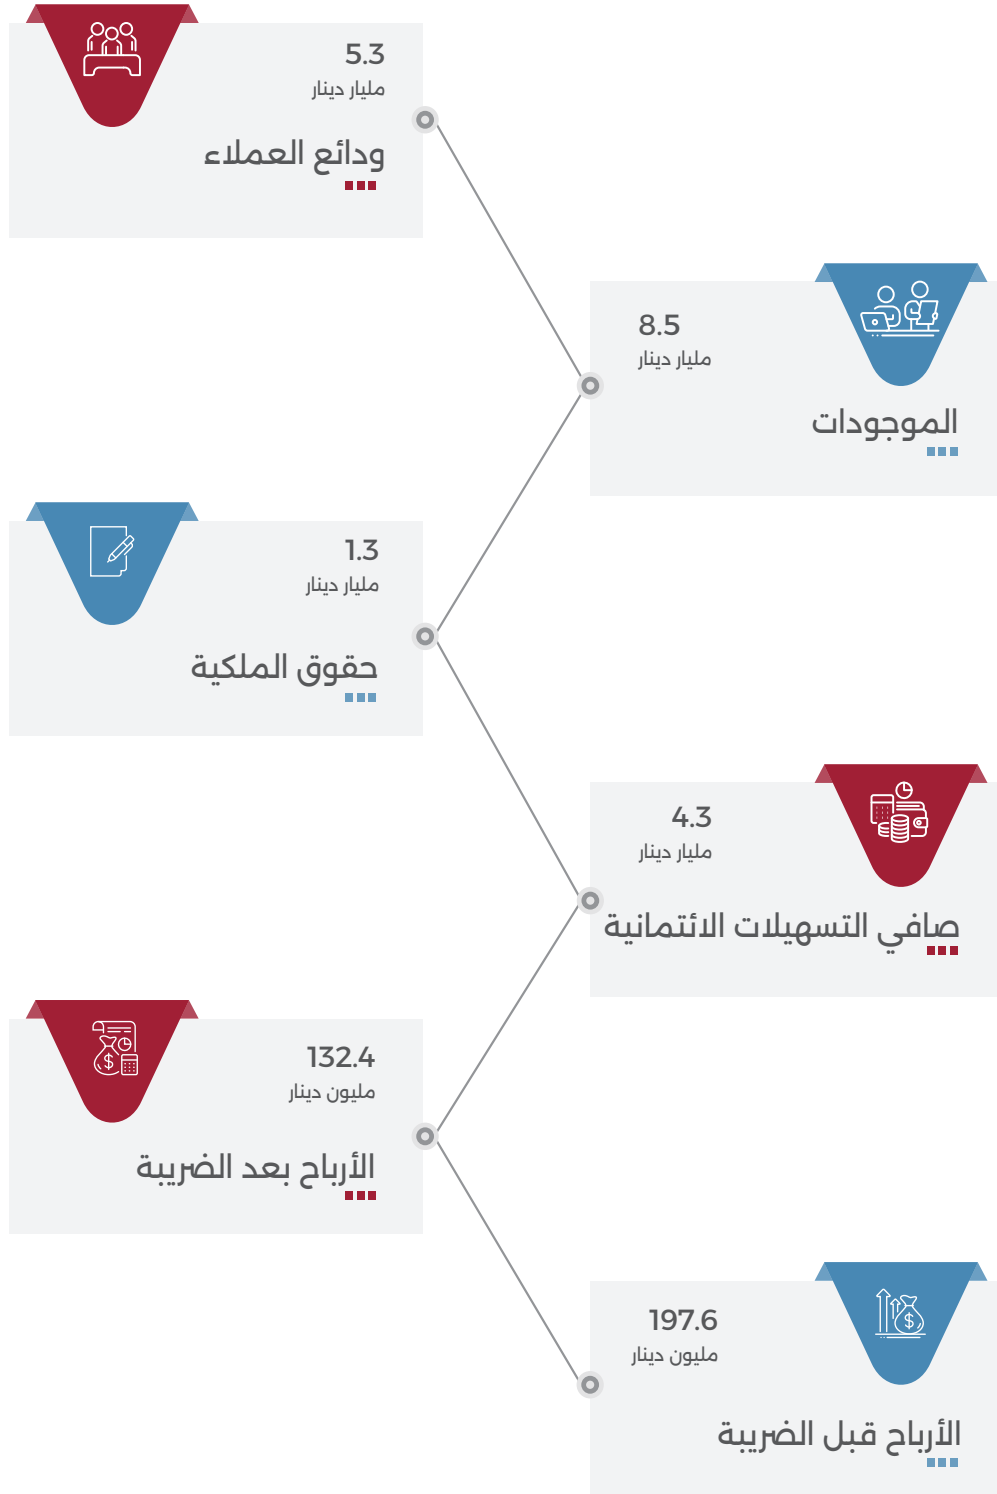 5.3
مليار دينار
ودائع العملاء
8.5
مليار دينار
الموجودات
1.3
مليار دينار
حقوق الملكية
4.3
مليار دينار
صافي التسهيلات الائتمانية
132.4
مليون دينار
الأرباح بعد الضريبة
197.6
مليون دينار
الأرباح قبل الضريبة